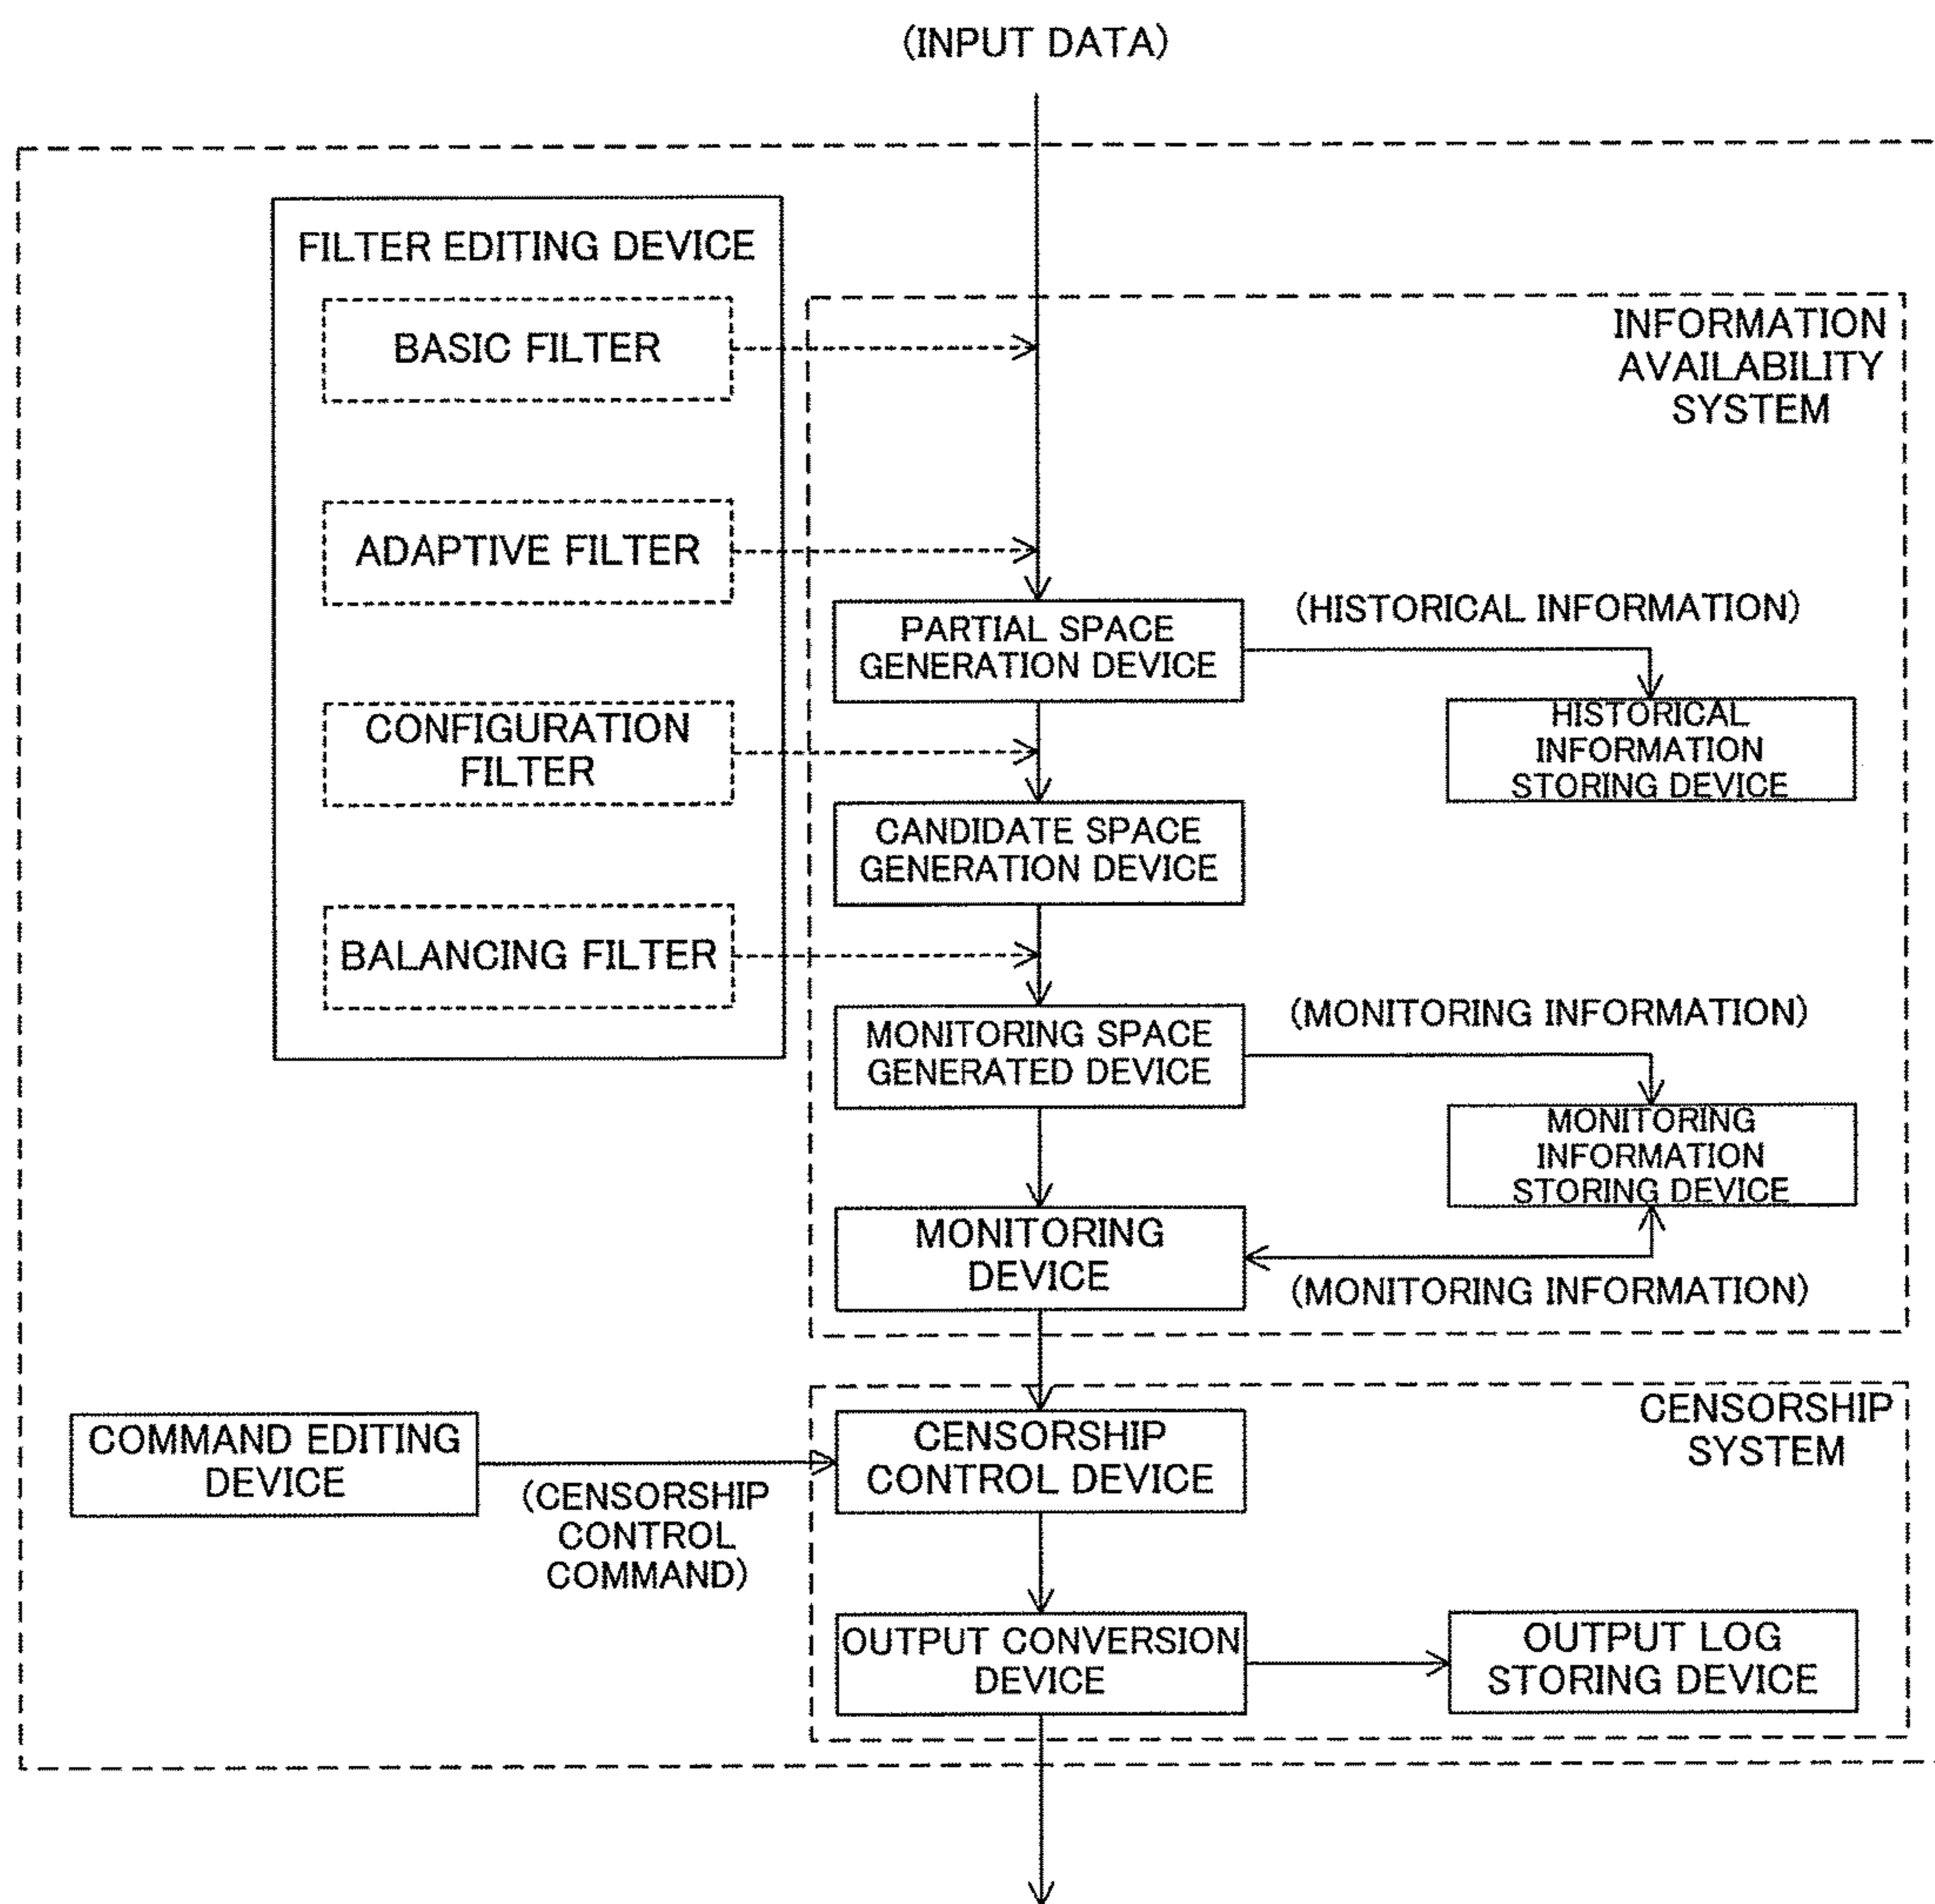 (INPUT DATA)
FILTER EDITING DEVICE
BASIC FILTER
ADAPTIVE FILTER
CONFIGURATION
FILTER
BALANCING FILTER
INFORMATION
AVAILABILITY
SYSTEM
PARTIAL SPACE
GENERATION DEVICE
(HISTORICAL INFORMATION)
HISTORICAL
INFORMATION
STORING DEVICE
CANDIDATE SPACE
GENERATION DEVICE
MONITORING SPACE
GENERATED DEVICE
(MONITORING INFORMATION)
MONITORING
INFORMATION
STORING DEVICE
MONITORING
DEVICE
(MONITORING INFORMATION)
COMMAND EDITING
DEVICE
(CENSORSHIP
CONTROL
COMMAND)
CENSORSHIP
CONTROL DEVICE
CENSORSHIP
SYSTEM
OUTPUT CONVERSION
DEVICE
OUTPUT LOG
STORING DEVICE